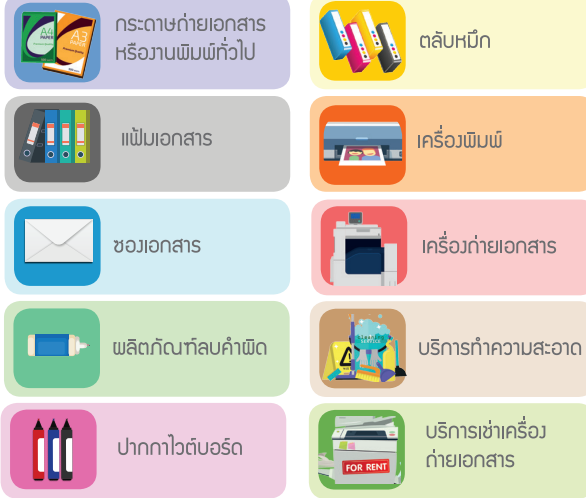 กระดาษถ่ายเอกสาร
หรืองานพิมพ์ทั่วไป
A4
PAPER
A3
PAPER
แฟ้มเอกสาร
ซองเอกสาร
ผลิตภัณฑ์ลบคำผิด
ปากกาไวต์บอร์ด
ตลับหมึก
เครื่องพิมพ์
เครื่องถ่ายเอกสาร
บริการทำความสะอาด
CLEANING
SERVICE
บริการเช่าเครื่อง
ถ่ายเอกสาร
FOR RENT